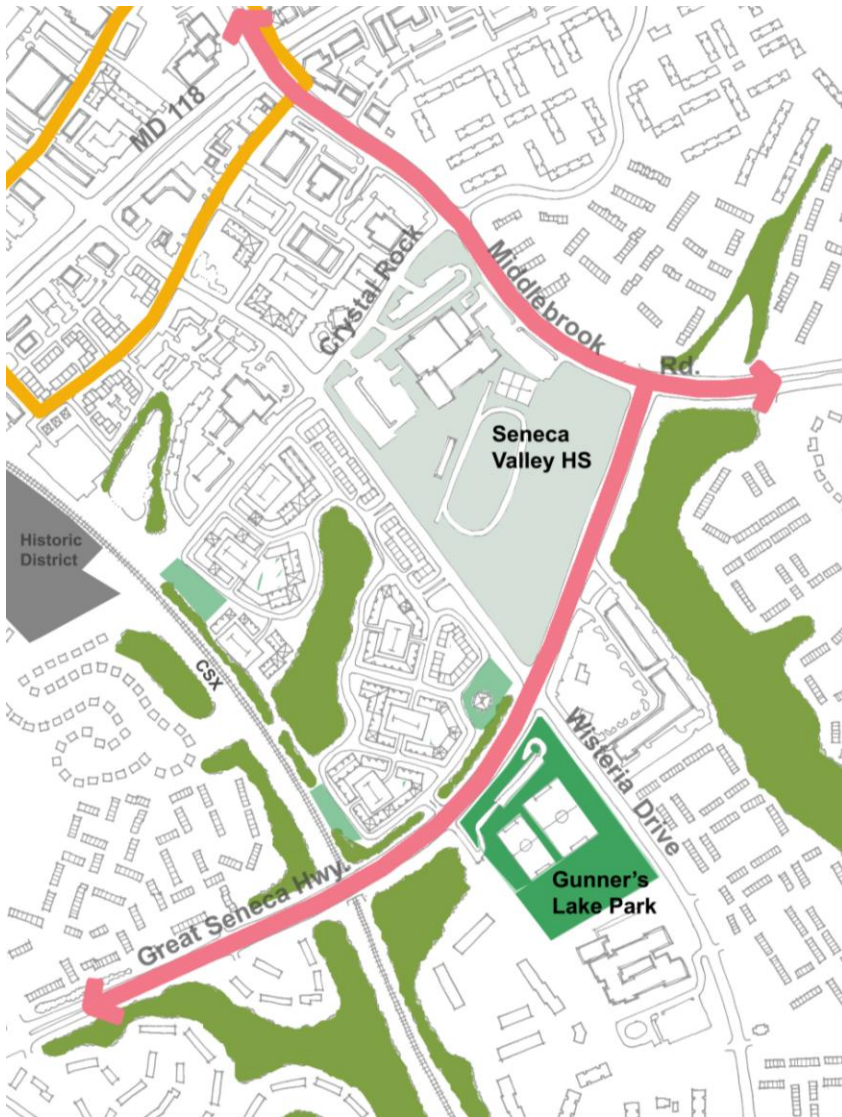 MD 118
Crystal Rock
Middlebrook
Rd.
Seneca
Valley HS
Historic
District
CSX
Wisteria Drive
Gunner's
Lake Park
Great Seneca Hwy.